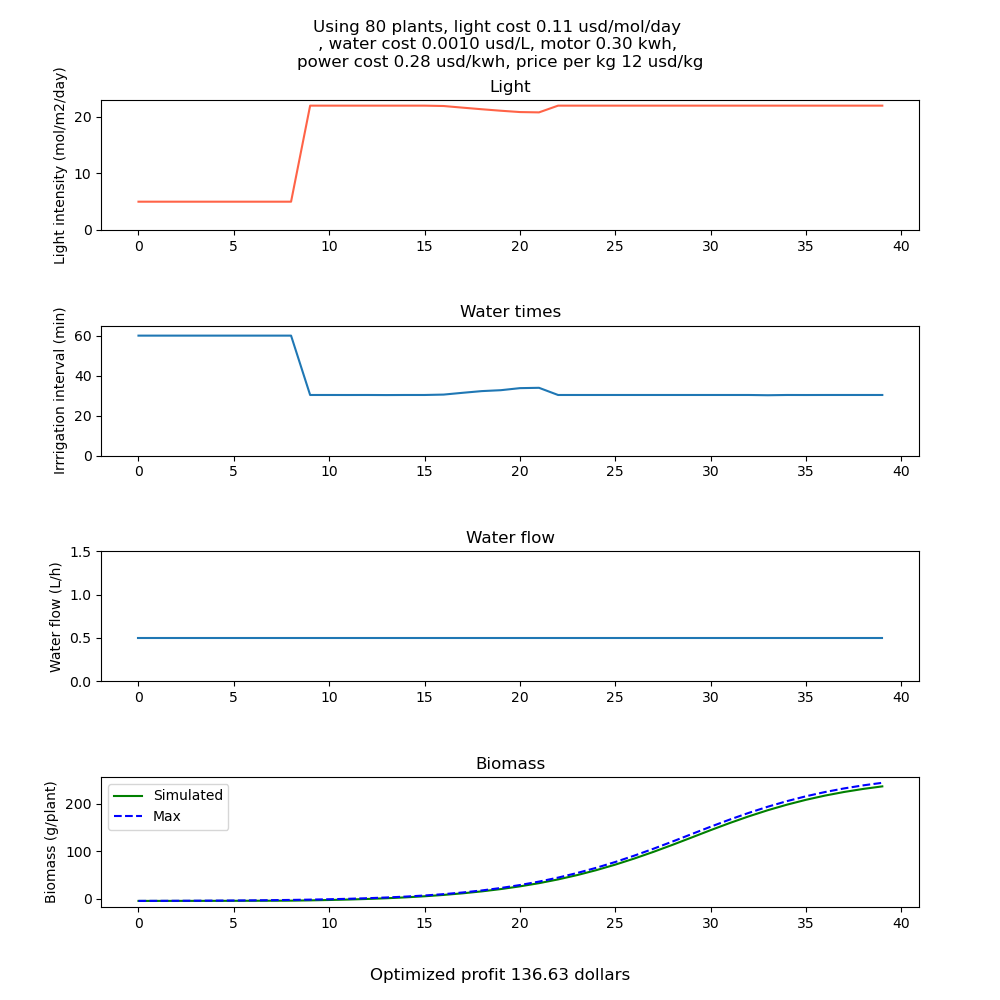 Using 80 plants, light cost 0.11 usd/mol/day
, water cost 0.0010 usd/L, motor 0.30 kwh,
power cost 0.28 usd/kwh, price per kg 12 usd/kg
Light
Light intensity (mol/m2/day)
20
10
0
0 5 10 15 20 25 30 35 40
Water times
Irrrigation interval (min)
60
40
20
0
0 5 10 15 20 25 30 35 40
Water flow
Water flow (L/h)
1.5
1.0
0.5
0.0
0 5 10 15 20 25 30 35 40
Biomass
Biomass (g/plant)
200
100
0
Simulated
Max
0 5 10 15 20 25 30 35 40
Optimized profit 136.63 dollars